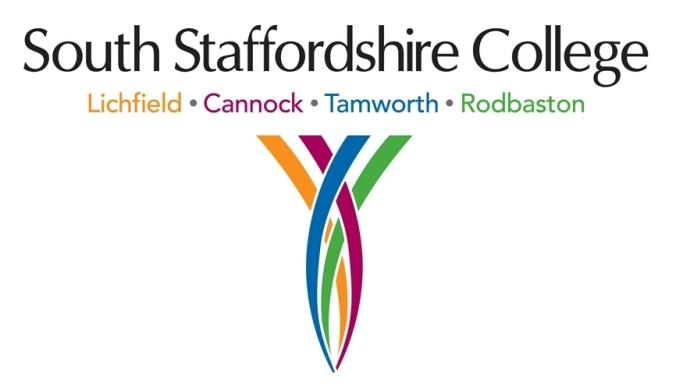 South Staffordshire College
Lichfield • Cannock • Tamworth • Rodbaston